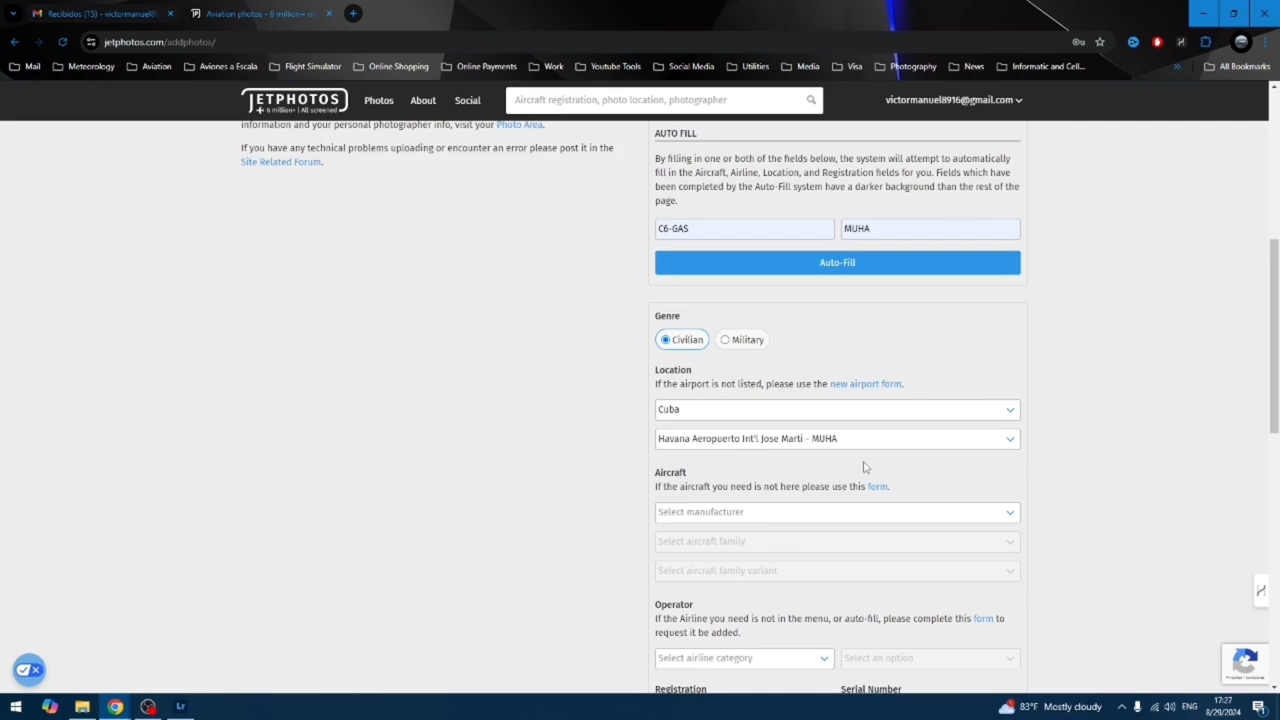 Recibidos (15) - victormanuel89
Aviation photos - 6 million+ on
jetphotos.com/addphotos/
Mail
Meteorology
Aviation
Aviones a Escala
Flight Simulator
Online Shopping
Online Payments
Work
Youtube Tools
Social Media
Utilities
Media
Visa
Photography
News
Informatic and Cell...
»
All Bookmarks
JETPHOTOS
6 million+ | All screened
Photos
About
Social
Aircraft registration, photo location, photographer
victormanuel8916@gmail.com
information and your personal photographer info, visit your Photo Area.
If you have any technical problems uploading or encounter an error please post it in the
Site Related Forum.
AUTO FILL
By filling in one or both of the fields below, the system will attempt to automatically
fill in the Aircraft, Airline, Location, and Registration fields for you. Fields which have
been completed by the Auto-Fill system have a darker background than the rest of the
page.
C6-GAS
MUHA
Auto-Fill
Genre
Civilian
Military
Location
If the airport is not listed, please use the new airport form.
Cuba
Havana Aeropuerto Int'l Jose Marti - MUHA
Aircraft
If the aircraft you need is not here please use this form.
Select manufacturer
Select aircraft family
Select aircraft family variant
Operator
If the Airline you need is not in the menu, or auto-fill, please complete this form to
request it be added.
Select airline category
Select an option
Registration
Serial Number
Lr
83°F Mostly cloudy
ENG
17:27
8/29/2024